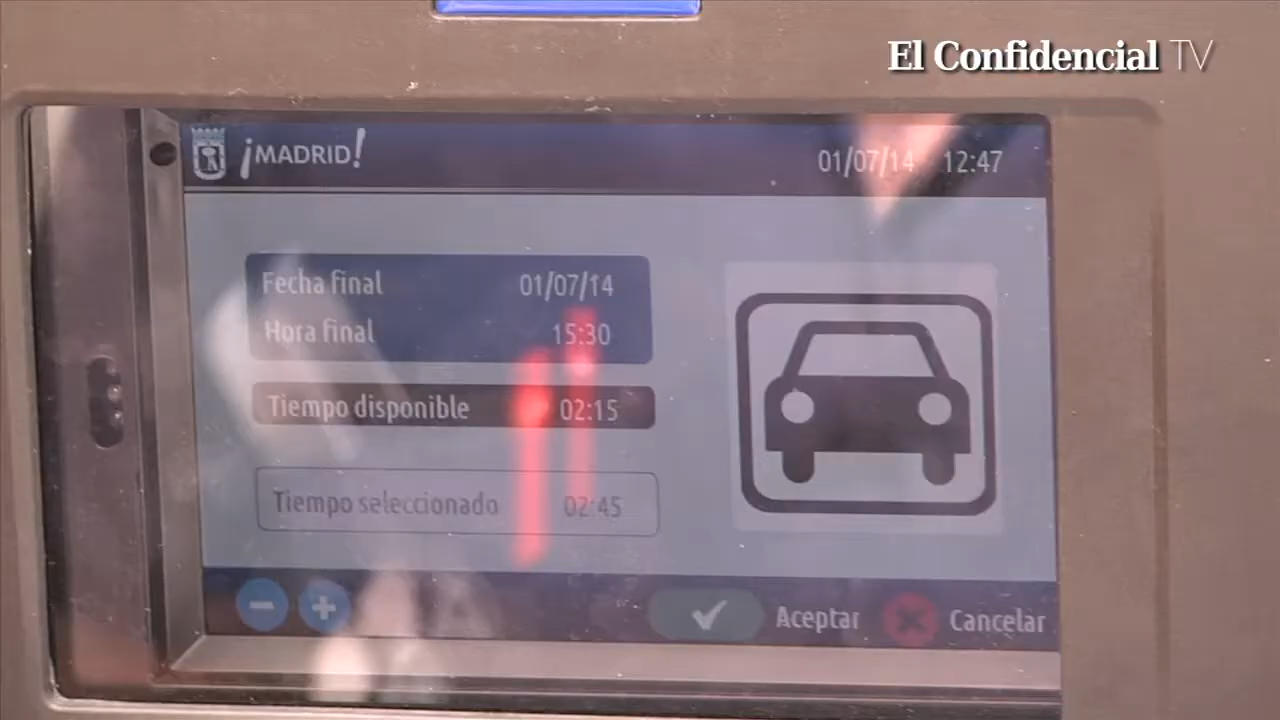 El Confidencial TV
¡MADRID! 01/07/14 12:47
Fecha final 01/07/14
Hora final 15:30
Tiempo disponible 02:15
Tiempo seleccionado 02:45
Aceptar Cancelar